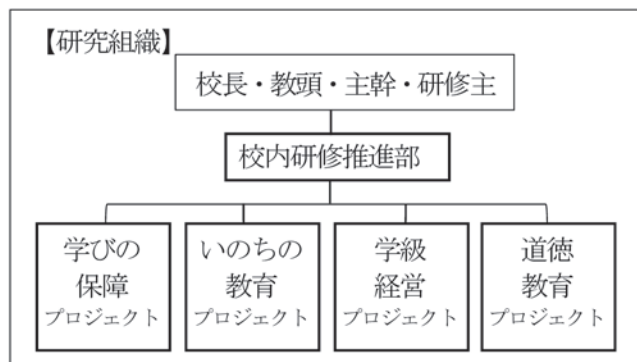 【研究組織】
校長・教頭・主幹・研修主
校内研修推進部
学びの
保障
プロジェクト
いのちの
教育
プロジェクト
学級
経営
プロジェクト
道徳
教育
プロジェクト